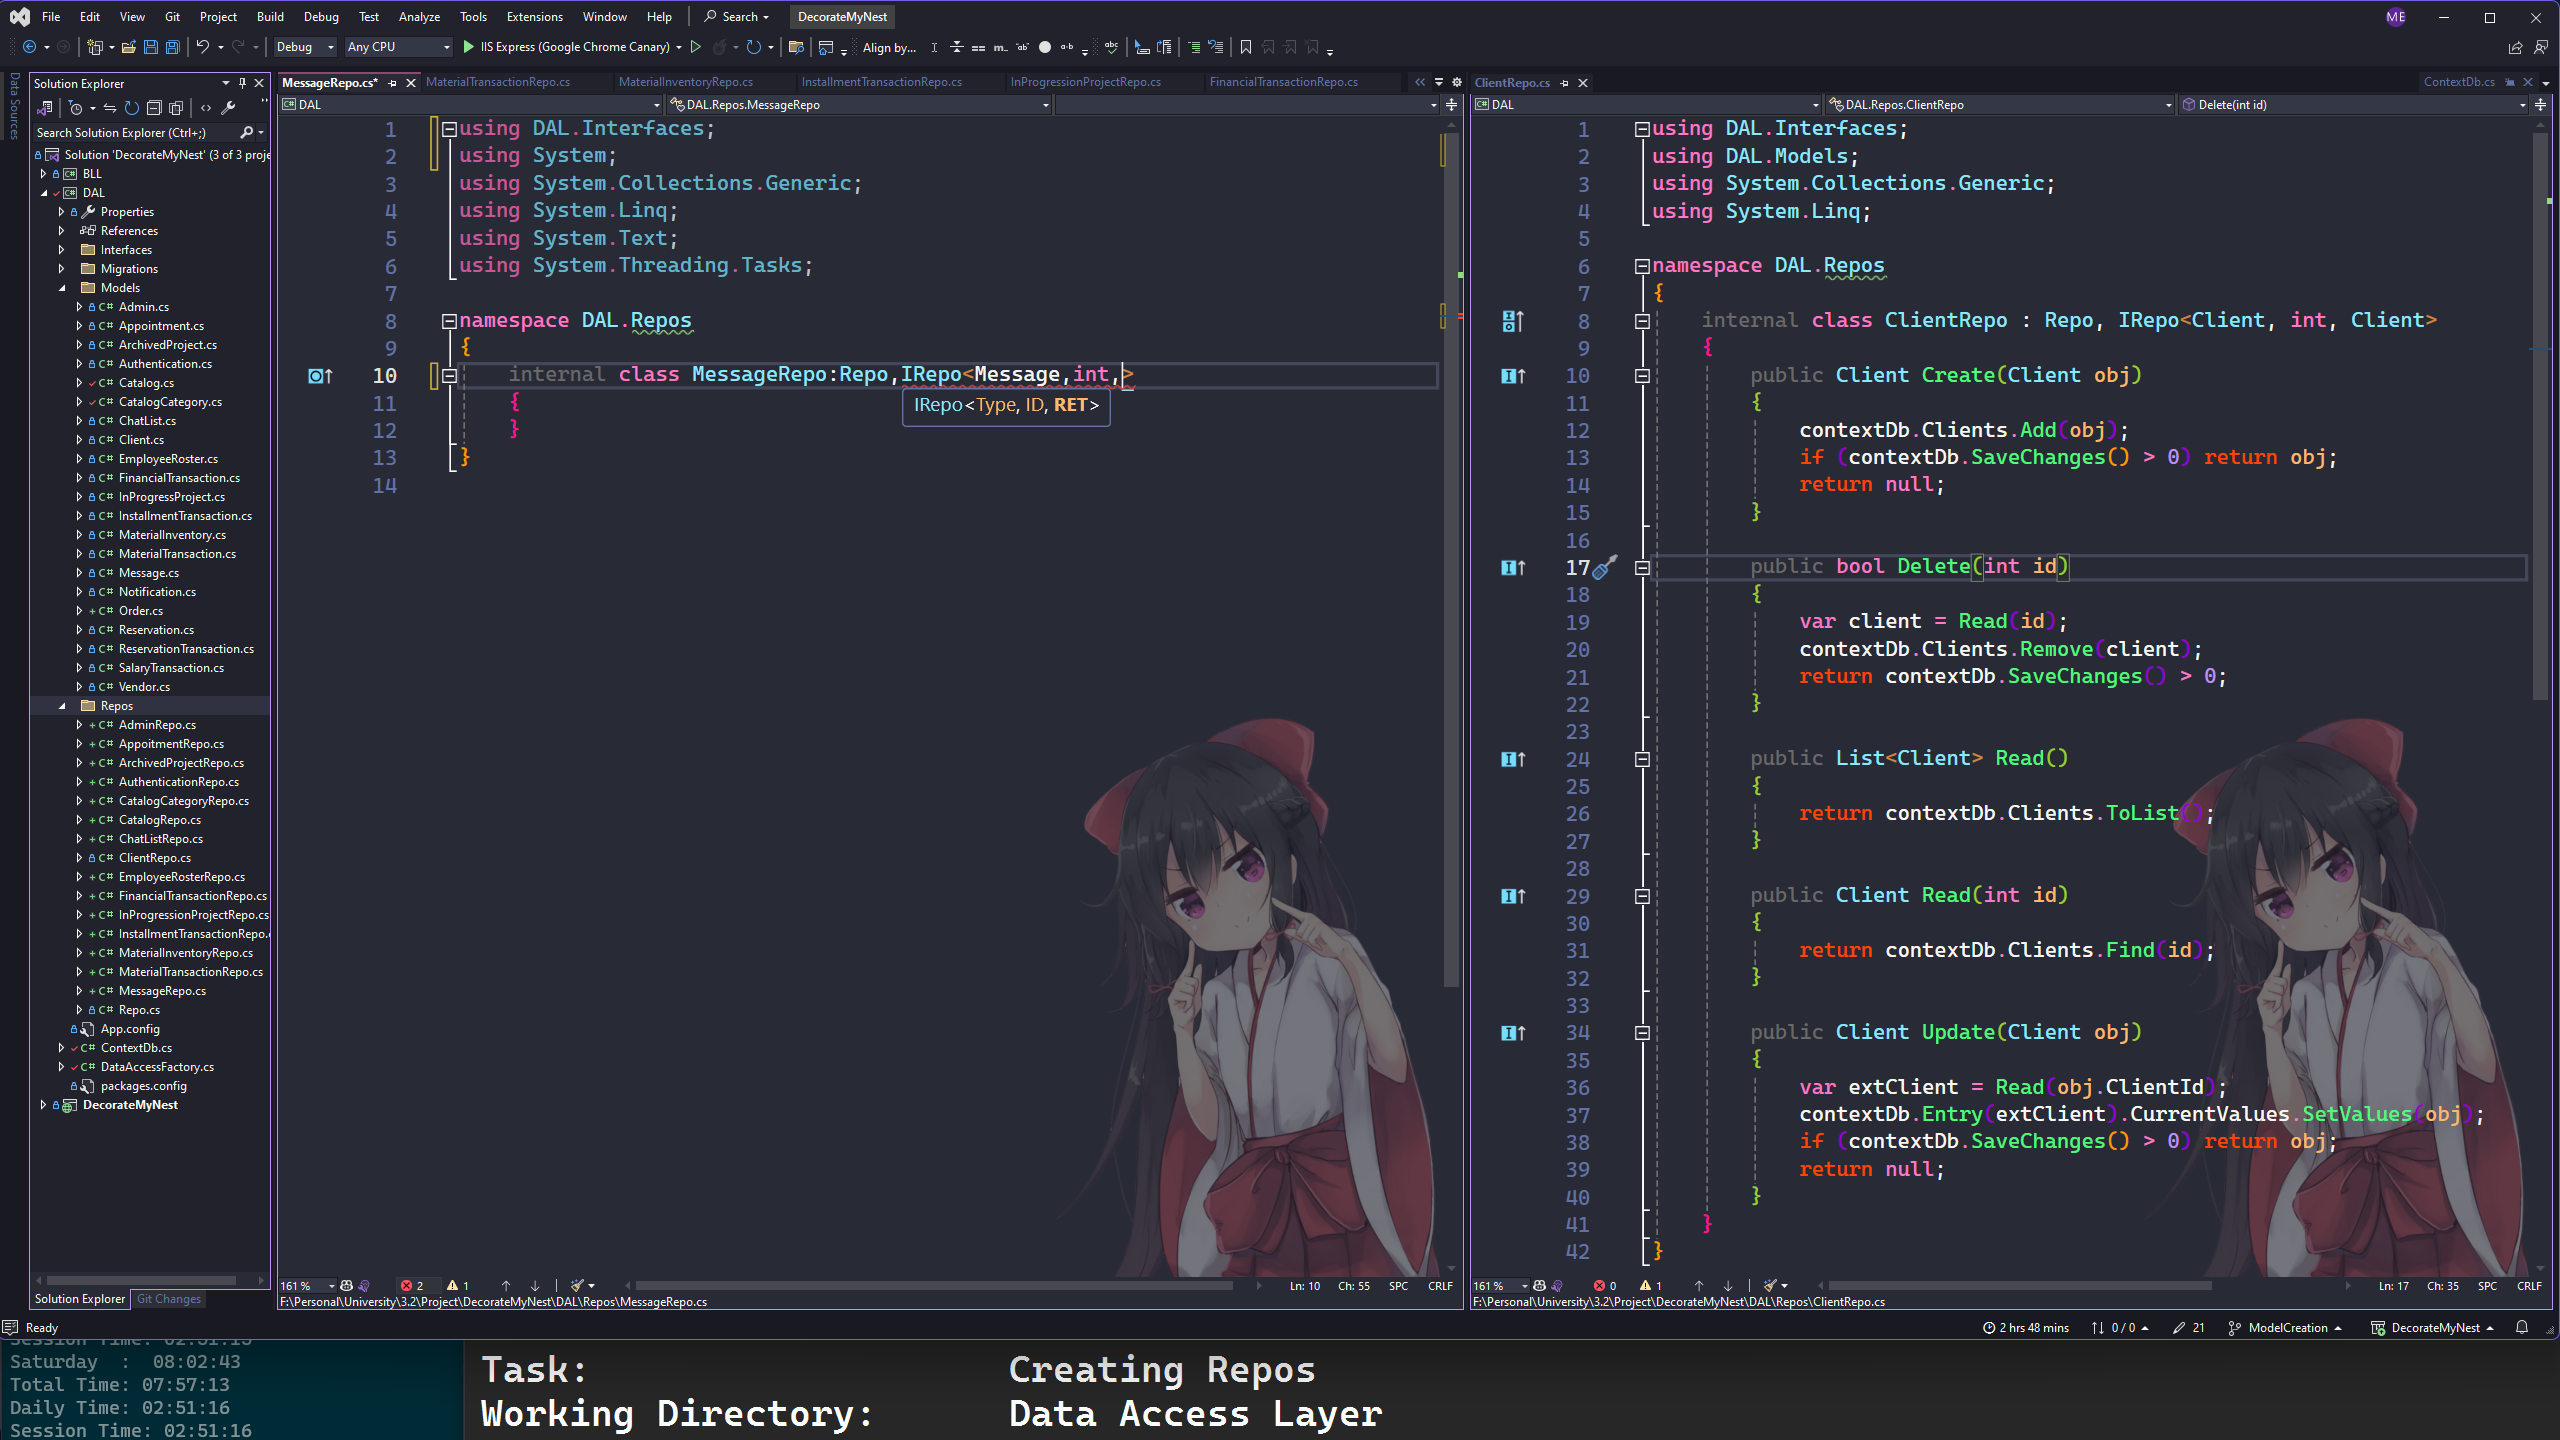 File Edit View Git Project Build Debug Test Analyze Tools Extensions Window Help Search DecorateMyNest ME
Debug Any CPU IIS Express (Google Chrome Canary) Align by...
Data Sources
Solution Explorer
Search Solution Explorer (Ctrl+;)
Solution 'DecorateMyNest' (3 of 3 proje
BLL
DAL
Properties
References
Interfaces
Migrations
Models
Admin.cs
Appointment.cs
ArchivedProject.cs
Authentication.cs
Catalog.cs
CatalogCategory.cs
ChatList.cs
Client.cs
EmployeeRoster.cs
FinancialTransaction.cs
InProgressProject.cs
InstallmentTransaction.cs
MaterialInventory.cs
MaterialTransaction.cs
Message.cs
Notification.cs
Order.cs
Reservation.cs
ReservationTransaction.cs
SalaryTransaction.cs
Vendor.cs
Repos
AdminRepo.cs
AppoitmentRepo.cs
ArchivedProjectRepo.cs
AuthenticationRepo.cs
CatalogCategoryRepo.cs
CatalogRepo.cs
ChatListRepo.cs
ClientRepo.cs
EmployeeRosterRepo.cs
FinancialTransactionRepo.cs
InProgressionProjectRepo.cs
InstallmentTransactionRepo.
MaterialInventoryRepo.cs
MaterialTransactionRepo.cs
MessageRepo.cs
Repo.cs
App.config
ContextDb.cs
DataAccessFactory.cs
packages.config
DecorateMyNest
Solution Explorer Git Changes
MessageRepo.cs* MaterialTransactionRepo.cs MaterialInventoryRepo.cs InstallmentTransactionRepo.cs InProgressionProjectRepo.cs FinancialTransactionRepo.cs
DAL DAL.Repos.MessageRepo
1 using DAL.Interfaces;
2 using System;
3 using System.Collections.Generic;
4 using System.Linq;
5 using System.Text;
6 using System.Threading.Tasks;
7
8 namespace DAL.Repos
9 {
10 internal class MessageRepo:Repo,IRepo<Message,int,>
IRepo<Type, ID, RET>
11 {
12 }
13 }
14
161 % 2 1 Ln: 10 Ch: 55 SPC CRLF
F:\Personal\University\3.2\Project\DecorateMyNest\DAL\Repos\MessageRepo.cs
ClientRepo.cs ContextDb.cs
DAL DAL.Repos.ClientRepo Delete(int id)
1 using DAL.Interfaces;
2 using DAL.Models;
3 using System.Collections.Generic;
4 using System.Linq;
5
6 namespace DAL.Repos
7 {
8 internal class ClientRepo : Repo, IRepo<Client, int, Client>
9 {
10 public Client Create(Client obj)
11 {
12 contextDb.Clients.Add(obj);
13 if (contextDb.SaveChanges() > 0) return obj;
14 return null;
15 }
16
17 public bool Delete(int id)
18 {
19 var client = Read(id);
20 contextDb.Clients.Remove(client);
21 return contextDb.SaveChanges() > 0;
22 }
23
24 public List<Client> Read()
25 {
26 return contextDb.Clients.ToList();
27 }
28
29 public Client Read(int id)
30 {
31 return contextDb.Clients.Find(id);
32 }
33
34 public Client Update(Client obj)
35 {
36 var extClient = Read(obj.ClientId);
37 contextDb.Entry(extClient).CurrentValues.SetValues(obj);
38 if (contextDb.SaveChanges() > 0) return obj;
39 return null;
40 }
41 }
42 }
161 % 0 1 Ln: 17 Ch: 35 SPC CRLF
F:\Personal\University\3.2\Project\DecorateMyNest\DAL\Repos\ClientRepo.cs
Ready 2 hrs 48 mins 0 / 0 21 ModelCreation DecorateMyNest
Session Time: 02:51:15
Saturday : 08:02:43
Total Time: 07:57:13
Daily Time: 02:51:16
Session Time: 02:51:16
Task: Creating Repos
Working Directory: Data Access Layer